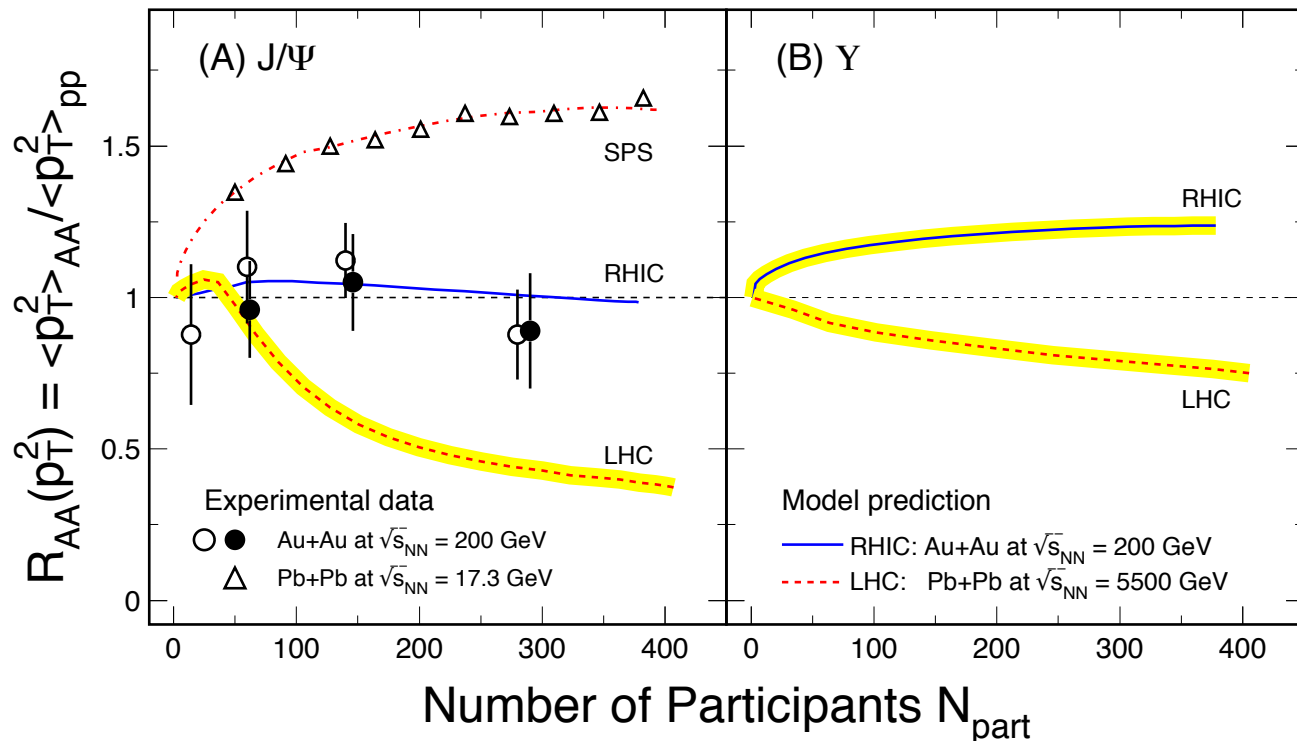 R_AA(p_T^2) = <p_T^2>_AA/<p_T^2>_pp
(A) J/Ψ
(B) Υ
1.5
1
0.5
0
SPS
RHIC
LHC
RHIC
LHC
Experimental data
Au+Au at √s_NN = 200 GeV
Pb+Pb at √s_NN = 17.3 GeV
Model prediction
RHIC: Au+Au at √s_NN = 200 GeV
LHC: Pb+Pb at √s_NN = 5500 GeV
0 100 200 300 400 0 100 200 300 400
Number of Participants N_part